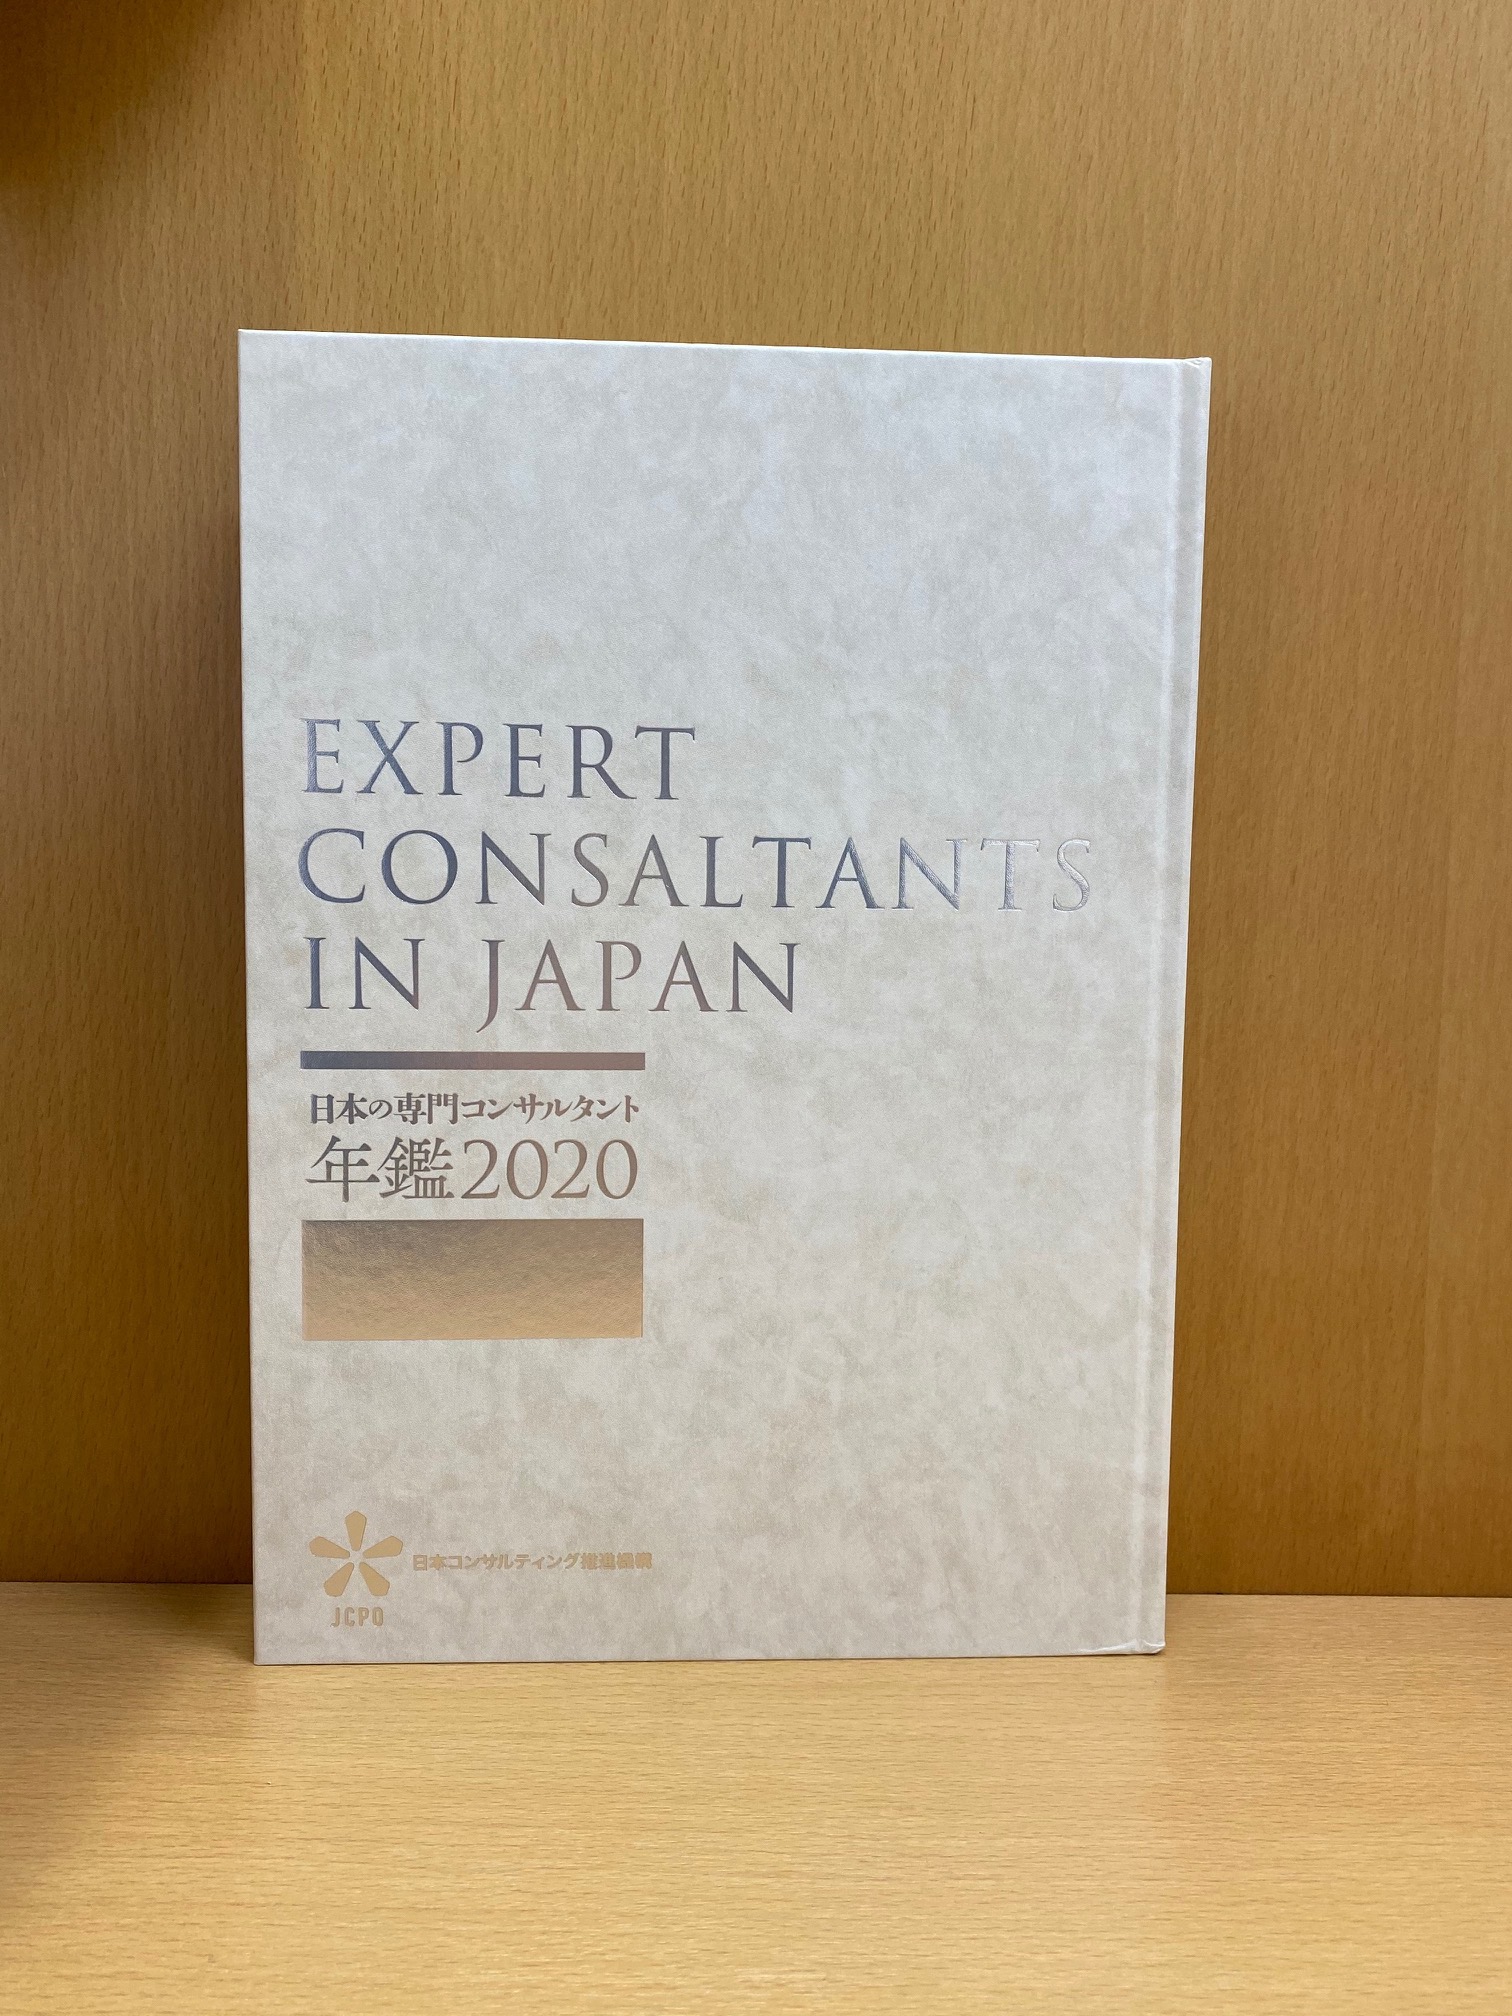 EXPERT
CONSALTANTS
IN JAPAN
日本の専門コンサルタント
年鑑2020
日本コンサルティング推進機構
JCPO